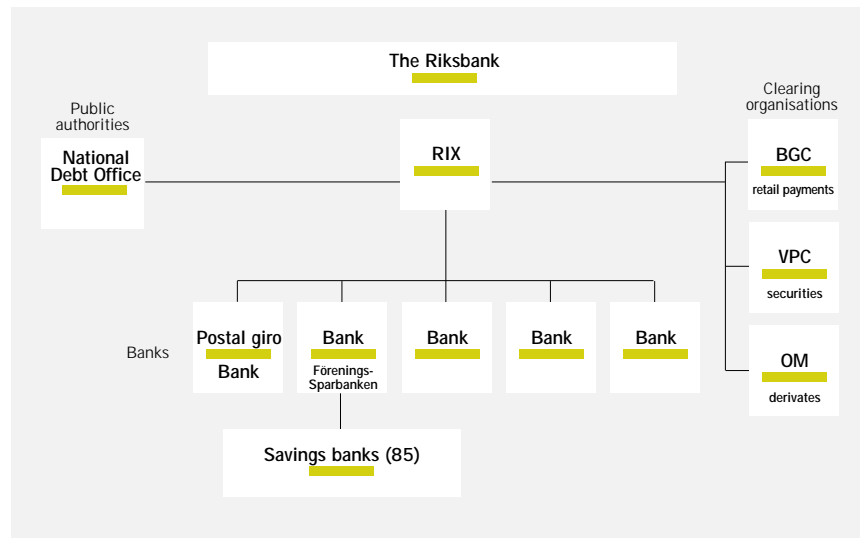 The Riksbank
Public
authorities
Clearing
organisations
National
Debt Office
RIX
BGC
retail payments
VPC
securities
Banks
Postal giro
Bank
Bank
Förenings-
Sparbanken
Bank
Bank
Bank
OM
derivates
Savings banks (85)